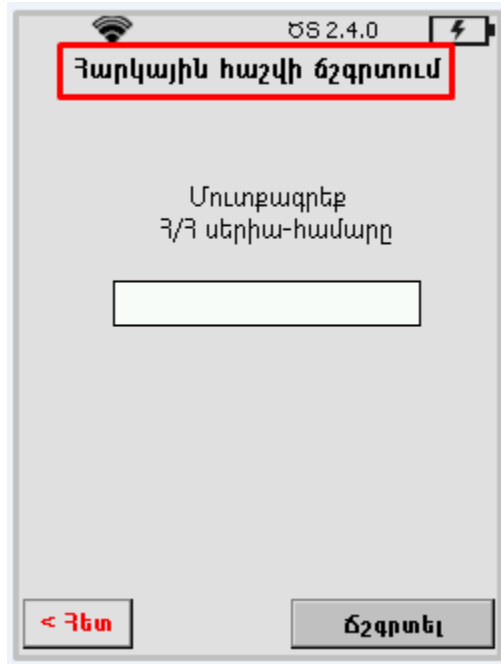 ԾՏ 2.4.0
Հարկային հաշվի ճշգրտում
Մուտքագրեք
Հ/Հ սերիա-համարը
< Հետ
Ճշգրտել